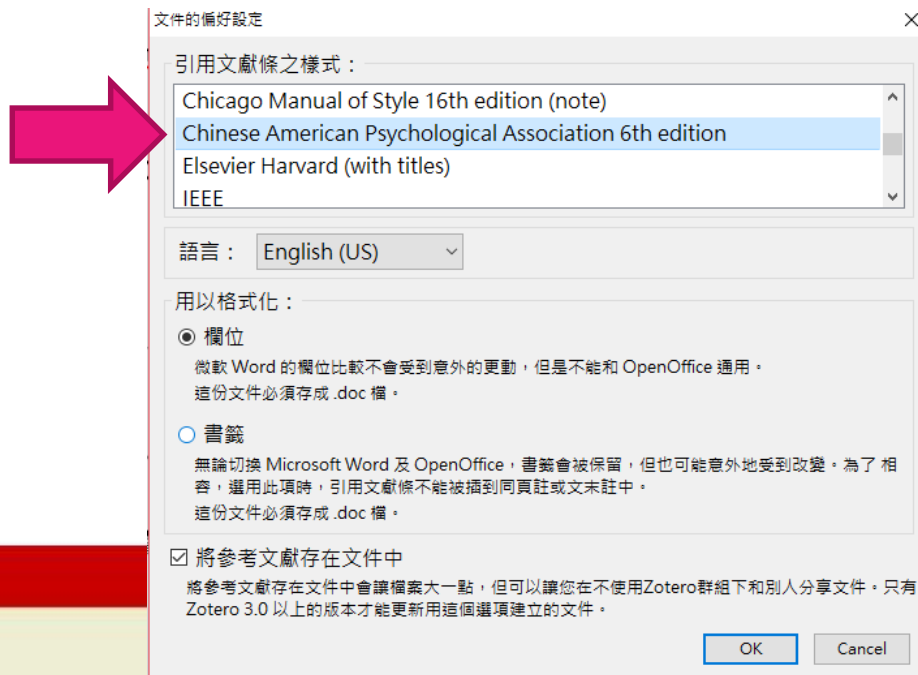 文件的偏好設定
引用文獻條之樣式：
Chicago Manual of Style 16th edition (note)
Chinese American Psychological Association 6th edition
Elsevier Harvard (with titles)
IEEE
語言： English (US)
用以格式化：
欄位
微軟 Word 的欄位比較不會受到意外的更動，但是不能和 OpenOffice 通用。
這份文件必須存成 .doc 檔。
書籤
無論切換 Microsoft Word 及 OpenOffice，書籤會被保留，但也可能意外地受到改變。為了 相
容，選用此項時，引用文獻條不能被插到同頁註或文末註中。
這份文件必須存成 .doc 檔。
將參考文獻存在文件中
將參考文獻存在文件中會讓檔案大一點，但可以讓您在不使用Zotero群組下和別人分享文件。只有
Zotero 3.0 以上的版本才能更新用這個選項建立的文件。
OK Cancel